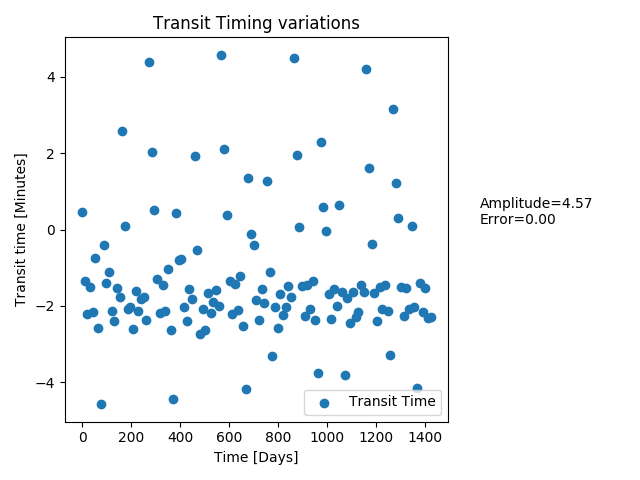 Transit Timing variations
Transit time [Minutes]
4
2
0
−2
−4
Amplitude=4.57
Error=0.00
Transit Time
0 200 400 600 800 1000 1200 1400
Time [Days]